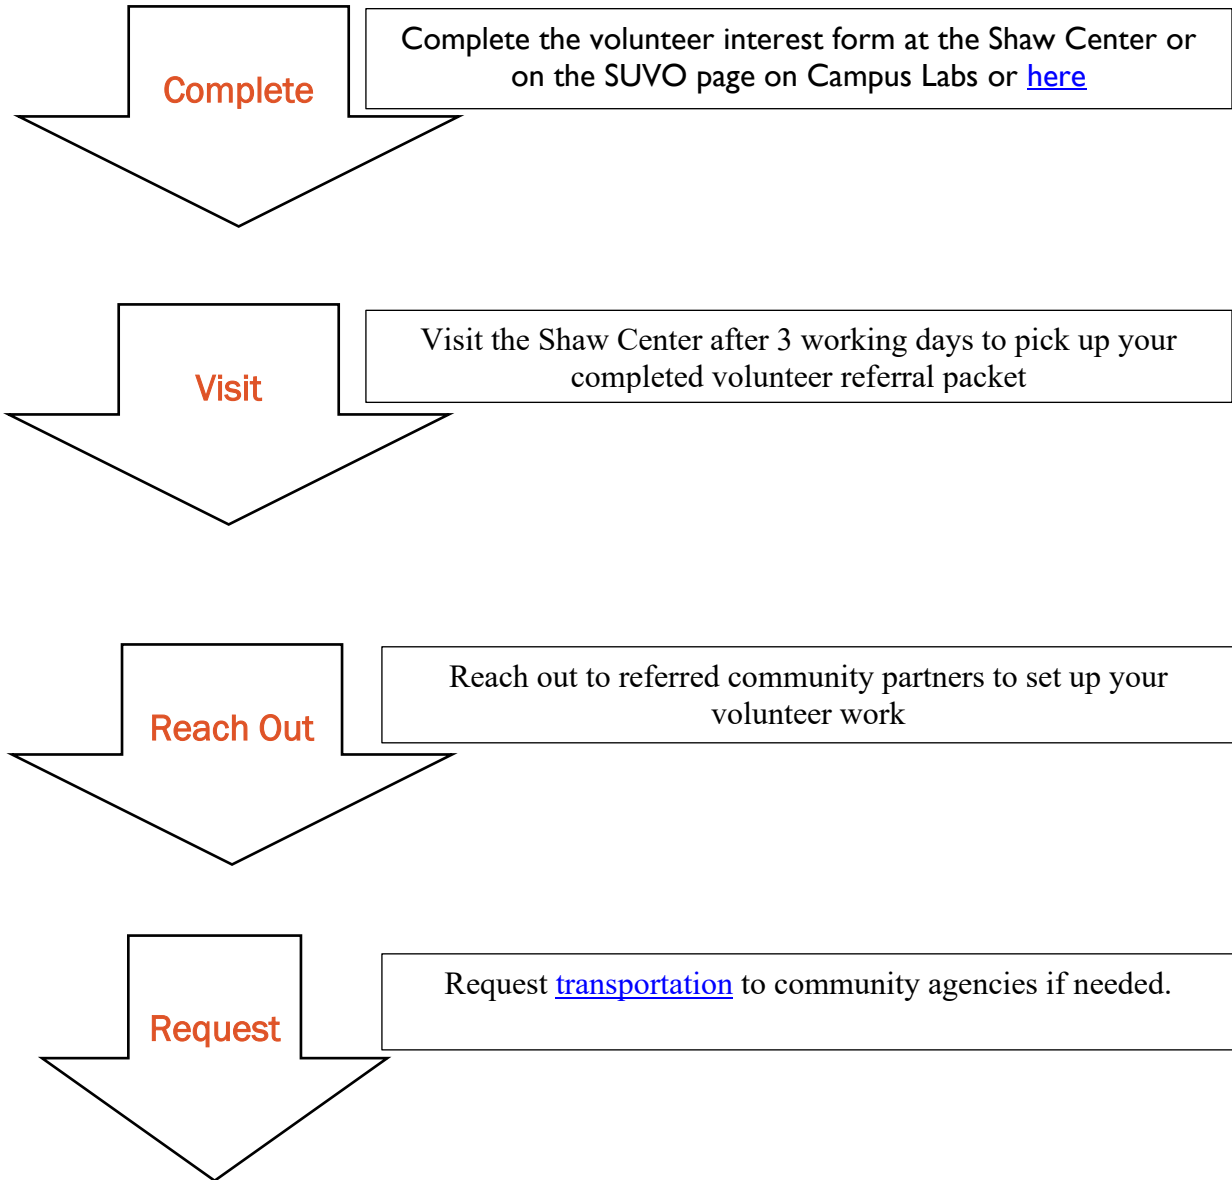 Complete
Complete the volunteer interest form at the Shaw Center or
on the SUVO page on Campus Labs or here
Visit
Visit the Shaw Center after 3 working days to pick up your
completed volunteer referral packet
Reach Out
Reach out to referred community partners to set up your
volunteer work
Request
Request transportation to community agencies if needed.